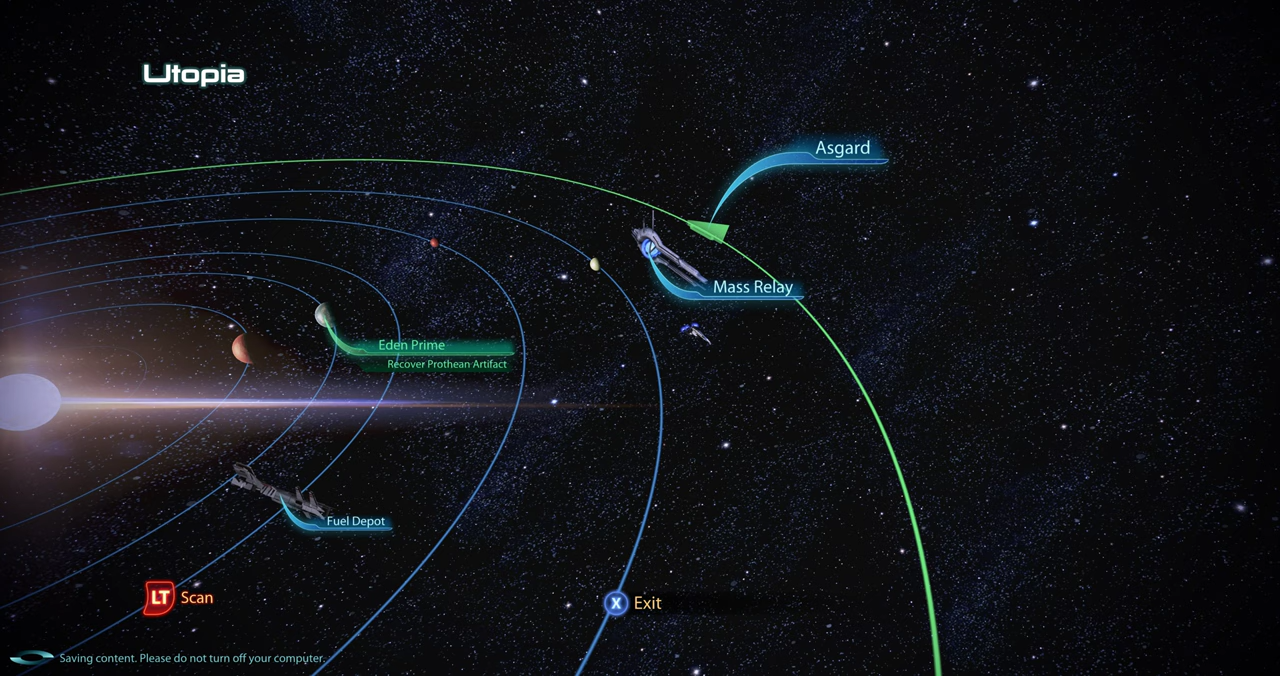 Utopia
Asgard
Mass Relay
Eden Prime
Recover Prothean Artifact
Fuel Depot
LT Scan
X Exit
Saving content. Please do not turn off your computer.